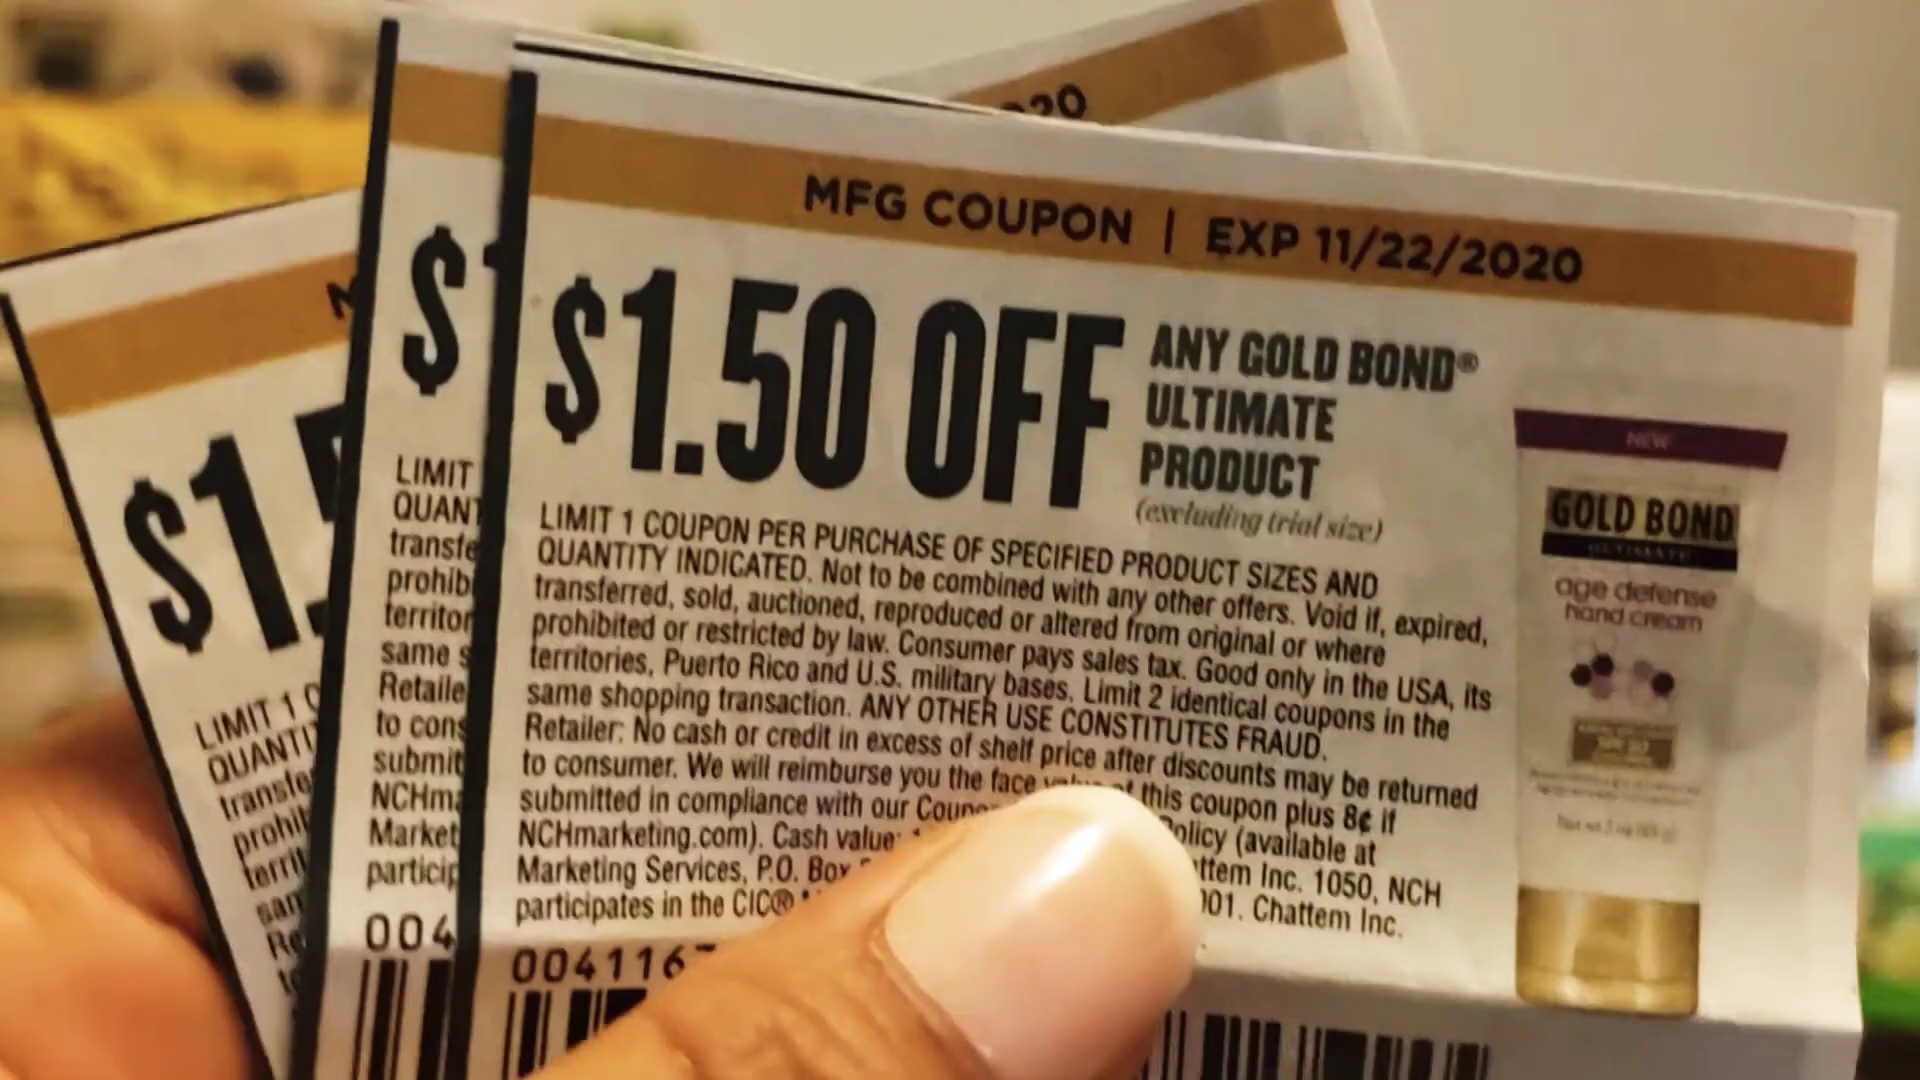 20
MFG COUPON | EXP 11/22/2020
$1.50 OFF
ANY GOLD BOND®
ULTIMATE
PRODUCT
(excluding trial size)
LIMIT 1 COUPON PER PURCHASE OF SPECIFIED PRODUCT SIZES AND
QUANTITY INDICATED. Not to be combined with any other offers. Void if, expired,
transferred, sold, auctioned, reproduced or altered from original or where
prohibited or restricted by law. Consumer pays sales tax. Good only in the USA, its
territories, Puerto Rico and U.S. military bases. Limit 2 identical coupons in the
same shopping transaction. ANY OTHER USE CONSTITUTES FRAUD.
Retailer: No cash or credit in excess of shelf price after discounts may be returned
to consumer. We will reimburse you the face value of this coupon plus 8¢ if
submitted in compliance with our Policy (available at
NCHmarketing.com). Cash value: Inc. 1050, NCH
Marketing Services, P.O. Box Chattem Inc.
participates in the CIC®
004116
NEW
GOLD BOND
ULTIMATE
age defense
hand cream
$
LIMIT
QUANT
transfe
prohib
territor
same s
Retaile
to cons
submit
NCHma
Market
particip
004
$1.5
LIMIT 1 C
QUANTI
transfe
prohib
territ
san
Re